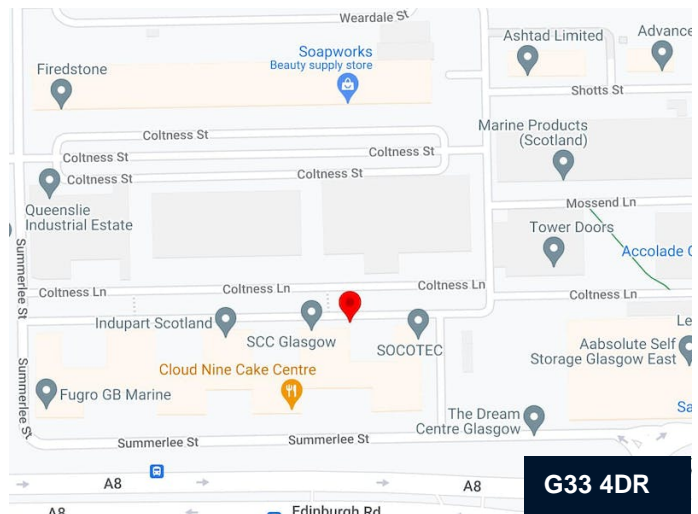 Weardale St
Soapworks
Beauty supply store
Ashtad Limited
Advance
Firedstone
Shotts St
Coltness St
Marine Products
(Scotland)
Coltness St
Coltness St
Coltness St
Coltness St
Queenslie
Industrial Estate
Mossend Ln
Tower Doors
Accolade C
Summerlee St
Coltness Ln
Coltness Ln
Coltness Ln
Coltness Ln
Indupart Scotland
SCC Glasgow
SOCOTEC
Le
Aabsolute Self
Storage Glasgow East
Summerlee St
Cloud Nine Cake Centre
Fugro GB Marine
Sa
The Dream
Centre Glasgow
Summerlee St
Summerlee St
A8
A8
G33 4DR
A8
Edinburgh Rd